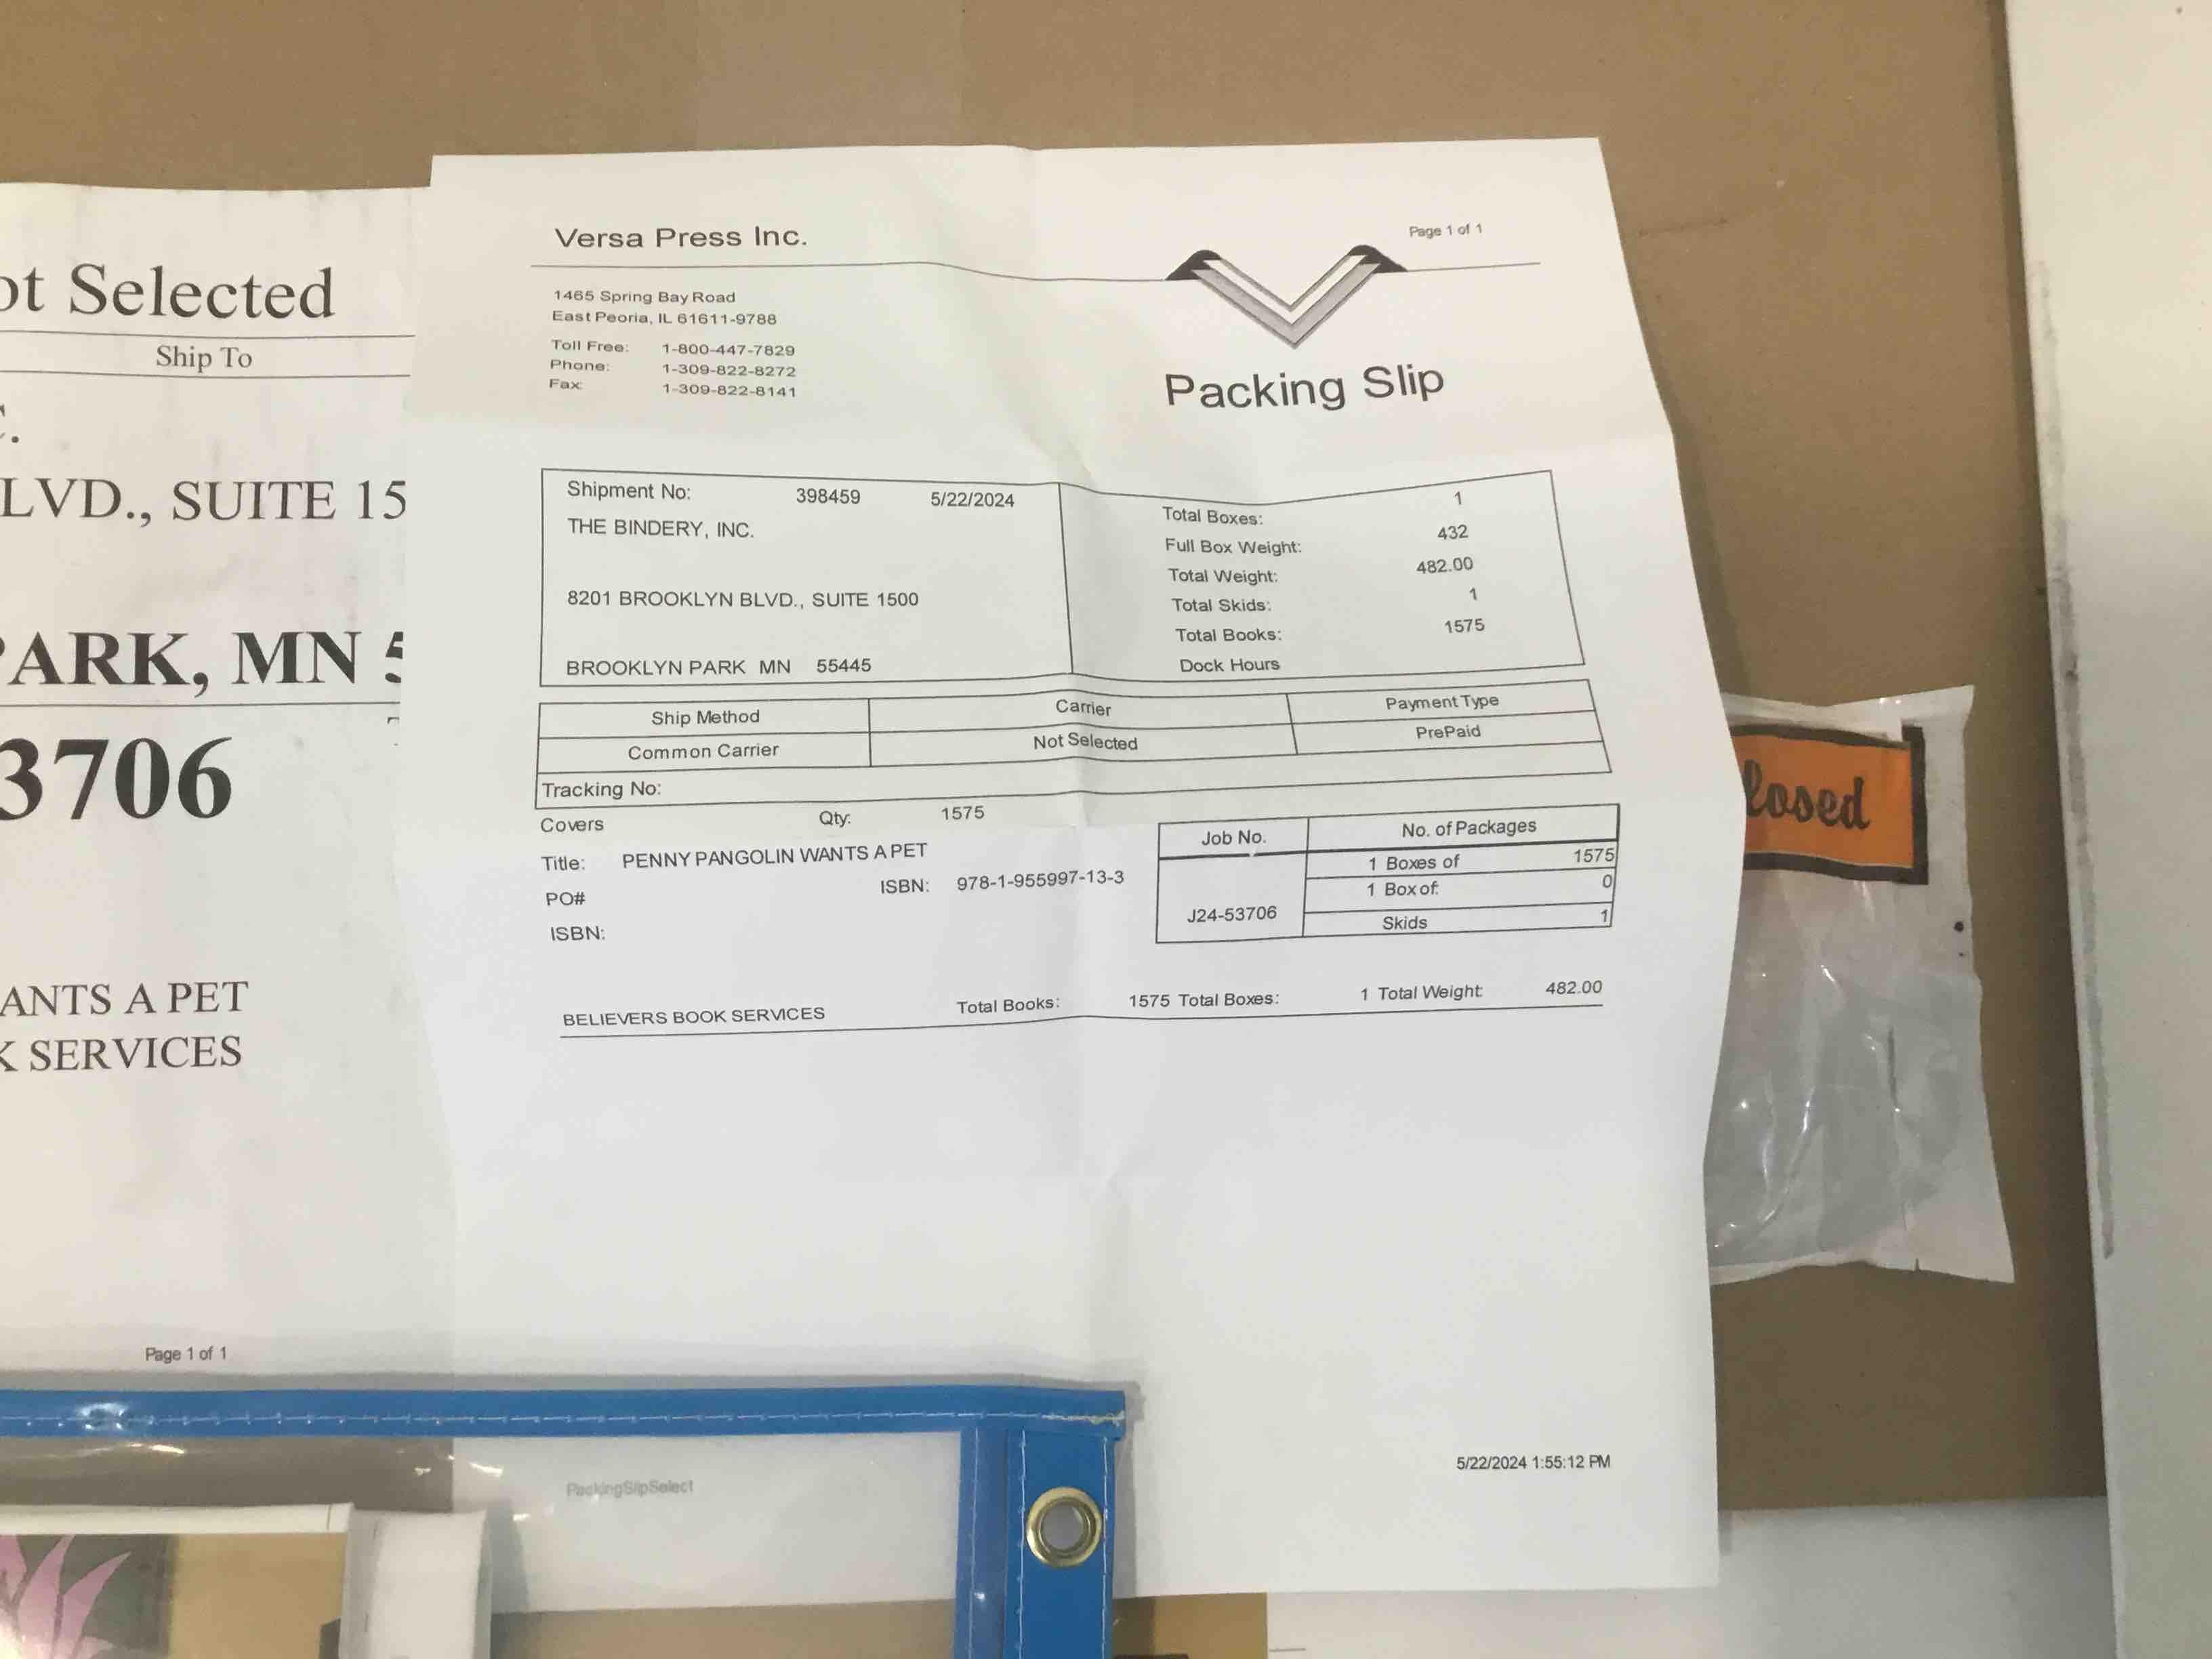 ot Selected
Ship To
C.
LVD., SUITE 15
PARK, MN 5
3706
ANTS A PET
K SERVICES
Page 1 of 1
Versa Press Inc.
Page 1 of 1
1465 Spring Bay Road
East Peoria, IL 61611-9788
Toll Free: 1-800-447-7829
Phone: 1-309-822-8272
Fax: 1-309-822-8141
Packing Slip
Shipment No: 398459 5/22/2024
THE BINDERY, INC.
8201 BROOKLYN BLVD., SUITE 1500
BROOKLYN PARK MN 55445
Total Boxes: 1
Full Box Weight: 432
Total Weight: 482.00
Total Skids: 1
Total Books: 1575
Dock Hours
Ship Method Carrier Payment Type
Common Carrier Not Selected PrePaid
Tracking No:
Covers Qty: 1575
Title: PENNY PANGOLIN WANTS A PET
PO# ISBN: 978-1-955997-13-3
ISBN:
Job No. No. of Packages
1 Boxes of 1575
1 Box of: 0
J24-53706
Skids 1
BELIEVERS BOOK SERVICES Total Books: 1575 Total Boxes: 1 Total Weight: 482.00
5/22/2024 1:55:12 PM
PackingSlipSelect
losed